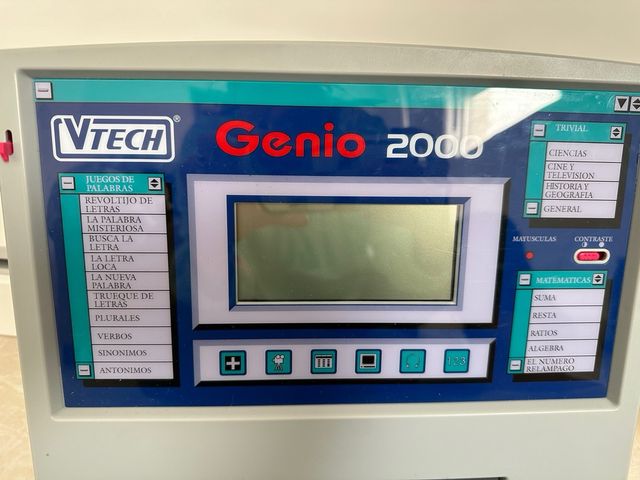 VTECH®
Genio 2000
JUEGOS DE
PALABRAS
REVOLTIJO DE
LETRAS
LA PALABRA
MISTERIOSA
BUSCA LA
LETRA
LA LETRA
LOCA
LA NUEVA
PALABRA
TRUEQUE DE
LETRAS
PLURALES
VERBOS
SINONIMOS
ANTONIMOS
123
TRIVIAL
CIENCIAS
CINE Y
TELEVISION
HISTORIA Y
GEOGRAFIA
GENERAL
MAYUSCULAS
CONTRASTE
MATEMATICAS
SUMA
RESTA
RATIOS
ALGEBRA
EL NUMERO
RELAMPAGO